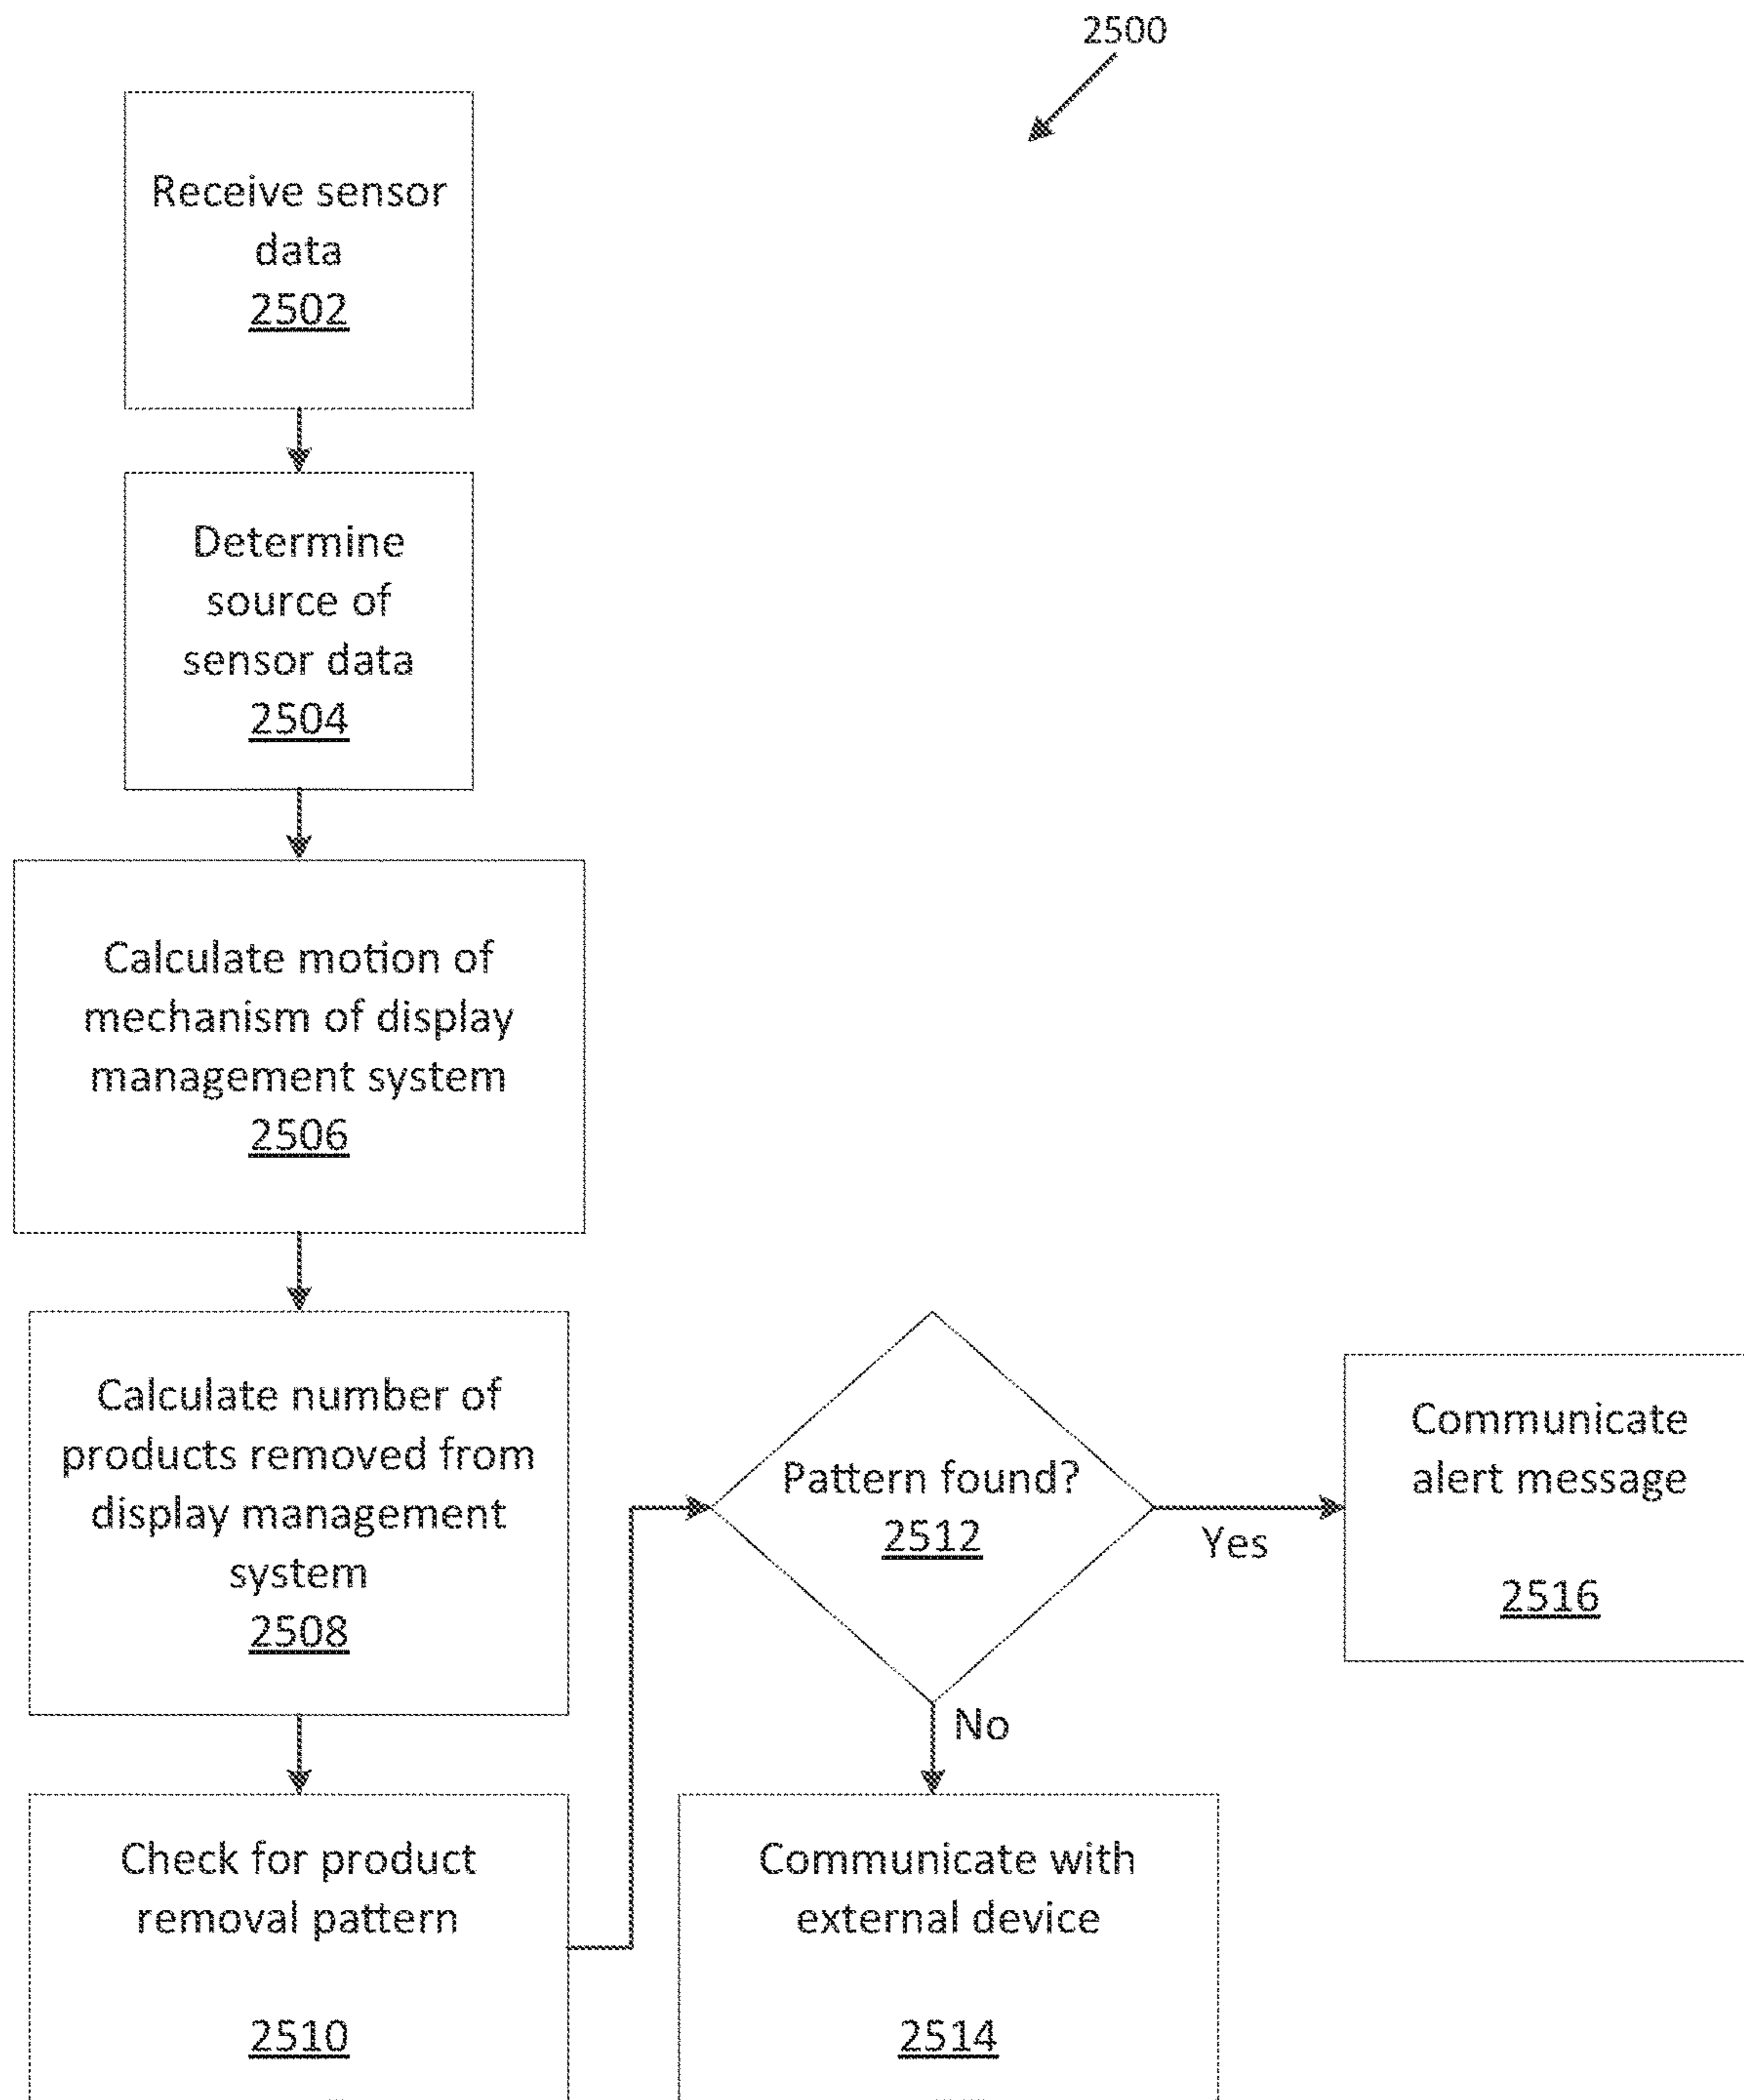 2500
Receive sensor
data
2502
Determine
source of
sensor data
2504
Calculate motion of
mechanism of display
management system
2506
Calculate number of
products removed from
display management
system
2508
Check for product
removal pattern
2510
Pattern found?
2512
Yes
No
Communicate with
external device
2514
Communicate
alert message
2516